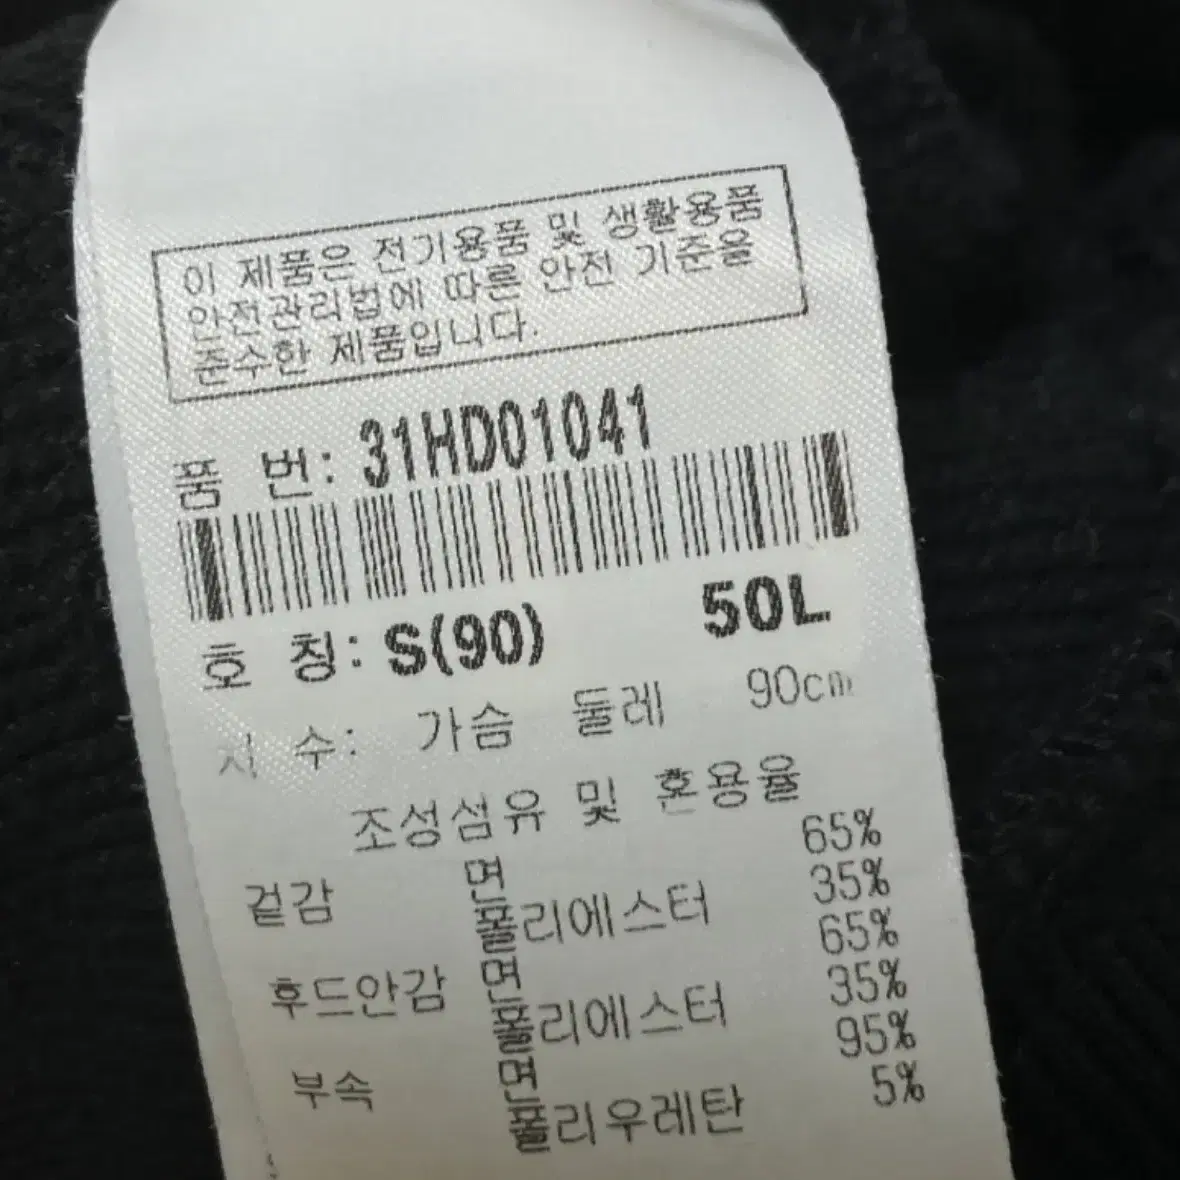 이 제품은 전기용품 및 생활용품
안전관리법에 따른 안전 기준을
준수한 제품입니다.
품 번: 31HD01041
호 칭: S(90) 50L
치 수: 가슴 둘레 90cm
조성섬유 및 혼용율
겉감 면 65%
폴리에스터 35%
후드안감 면 65%
폴리에스터 35%
부속 면 95%
폴리우레탄 5%